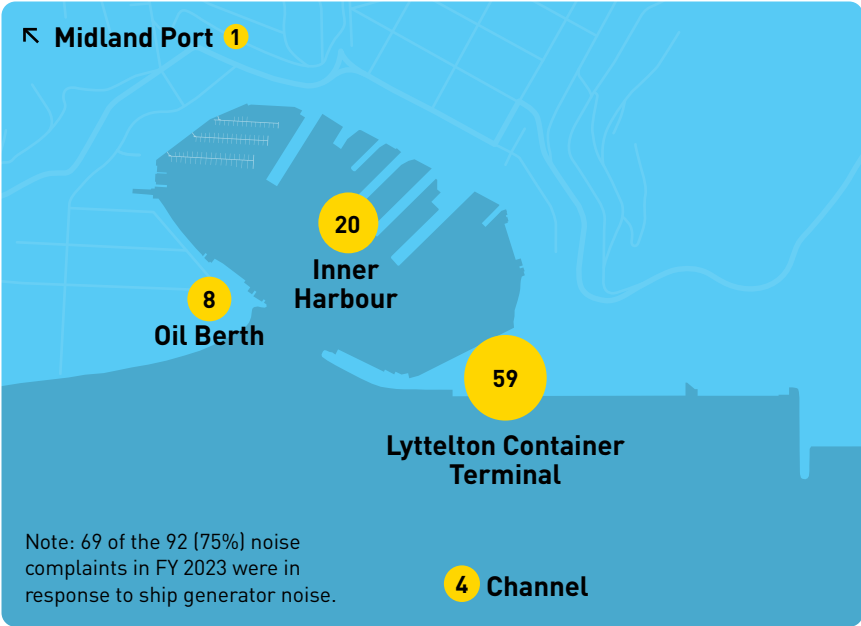 Midland Port 1
20
Inner
Harbour
8
Oil Berth
59
Lyttelton Container
Terminal
Note: 69 of the 92 (75%) noise
complaints in FY 2023 were in
response to ship generator noise.
4 Channel